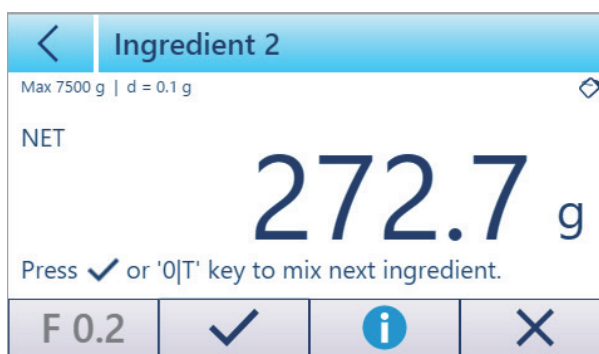 Ingredient 2
Max 7500 g | d = 0.1 g
NET
272.7 g
Press ✓ or '0|T' key to mix next ingredient.
F 0.2